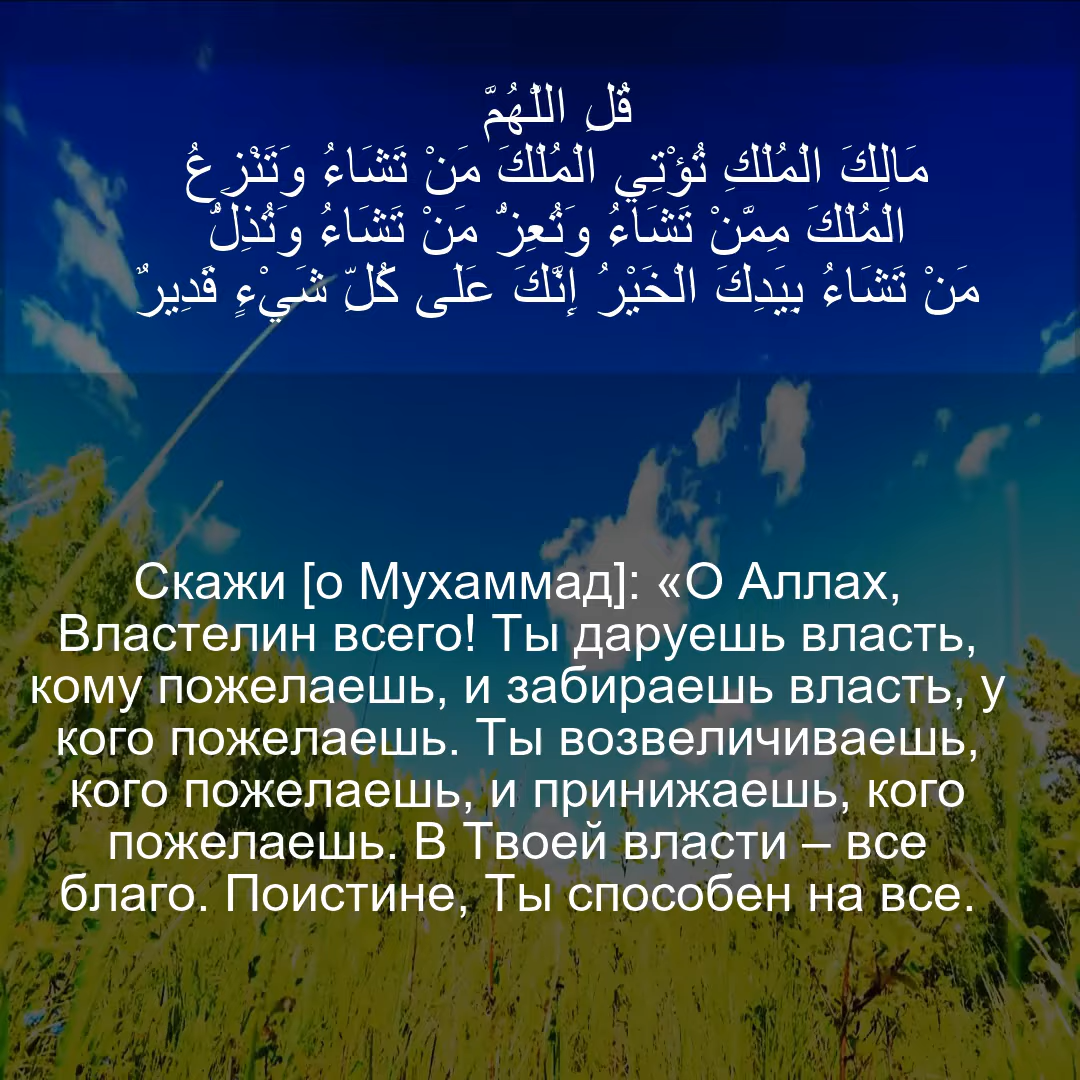 قُلِ اللَّهُمَّ
مَالِكَ الْمُلْكِ تُؤْتِي الْمُلْكَ مَنْ تَشَاءُ وَتَنْزِعُ
الْمُلْكَ مِمَّنْ تَشَاءُ وَتُعِزُّ مَنْ تَشَاءُ وَتُذِلُّ
مَنْ تَشَاءُ بِيَدِكَ الْخَيْرُ إِنَّكَ عَلَى كُلِّ شَيْءٍ قَدِيرٌ
Скажи [о Мухаммад]: «О Аллах,
Властелин всего! Ты даруешь власть,
кому пожелаешь, и забираешь власть, у
кого пожелаешь. Ты возвеличиваешь,
кого пожелаешь, и принижаешь, кого
пожелаешь. В Твоей власти – все
благо. Поистине, Ты способен на все.